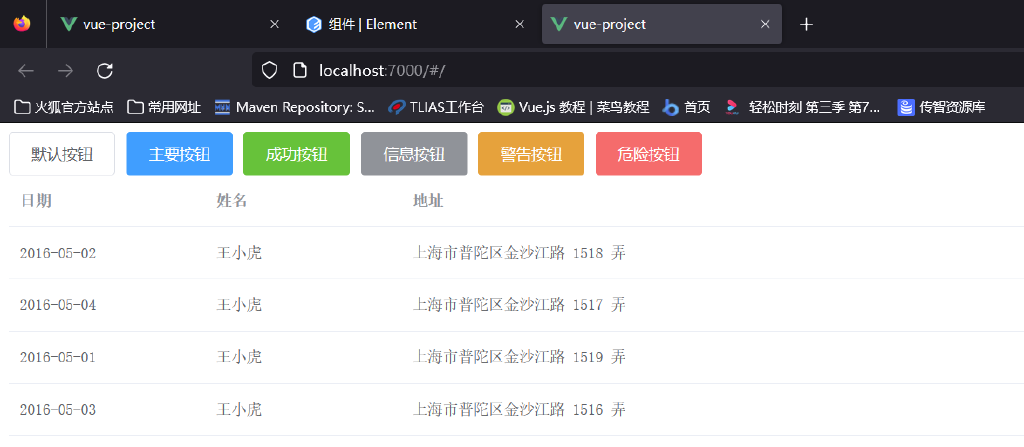 vue-project 组件 | Element vue-project
localhost:7000/#/
火狐官方站点 常用网址 Maven Repository: S... TLIAS工作台 Vue.js 教程 | 菜鸟教程 首页 轻松时刻 第三季 第7... 传智资源库
默认按钮 主要按钮 成功按钮 信息按钮 警告按钮 危险按钮
日期 姓名 地址
2016-05-02 王小虎 上海市普陀区金沙江路 1518 弄
2016-05-04 王小虎 上海市普陀区金沙江路 1517 弄
2016-05-01 王小虎 上海市普陀区金沙江路 1519 弄
2016-05-03 王小虎 上海市普陀区金沙江路 1516 弄